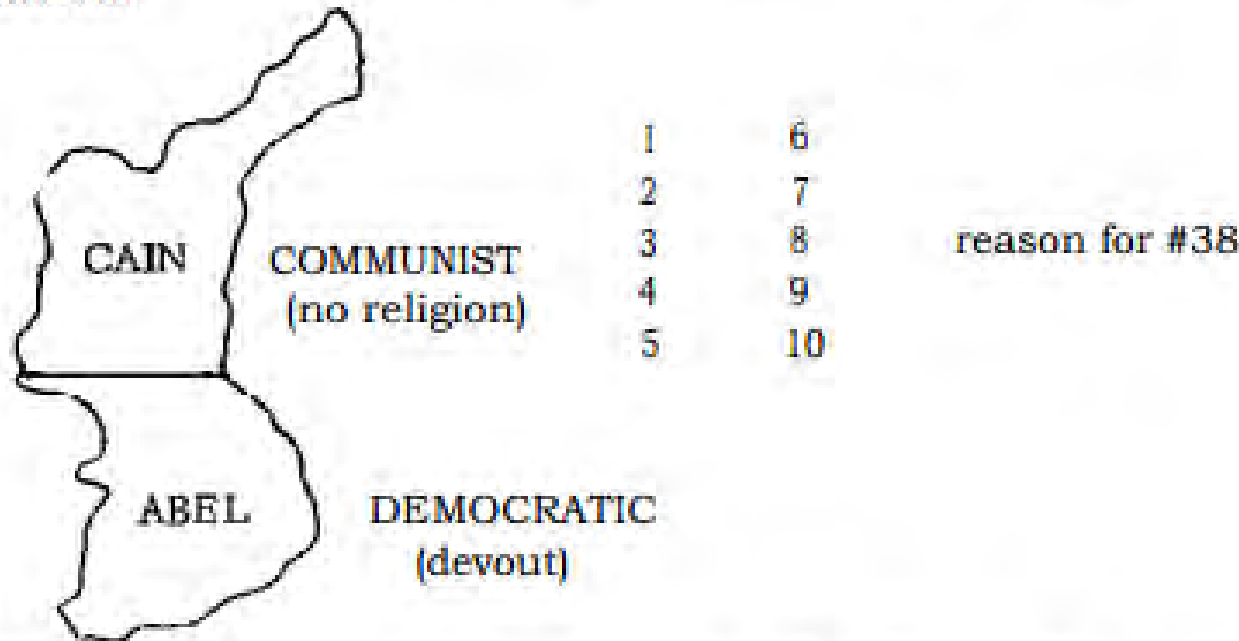 1 6
2 7
CAIN COMMUNIST 3 8 reason for #38
(no religion) 4 9
5 10
ABEL DEMOCRATIC
(devout)